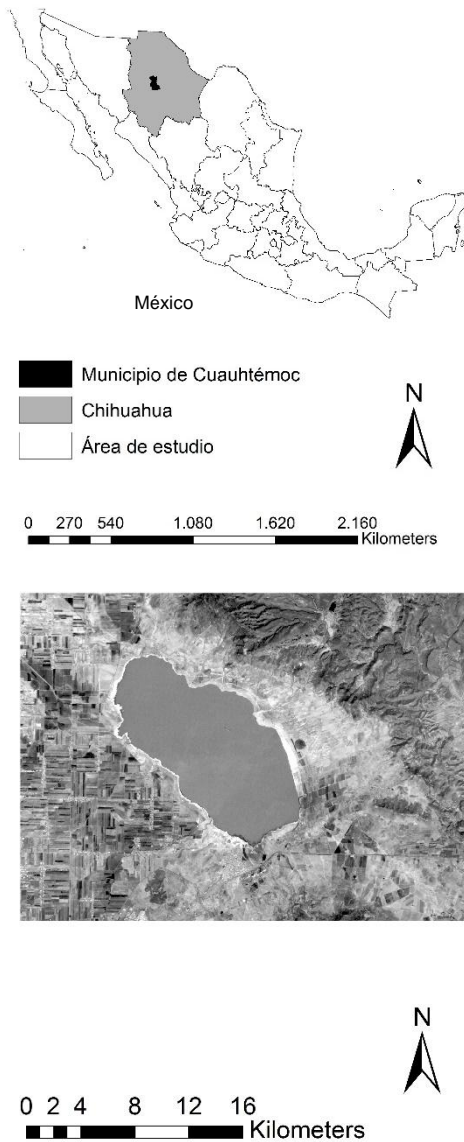 México
Municipio de Cuauhtémoc
Chihuahua
Área de estudio
N
0 270 540 1.080 1.620 2.160
Kilometers
N
0 2 4 8 12 16
Kilometers